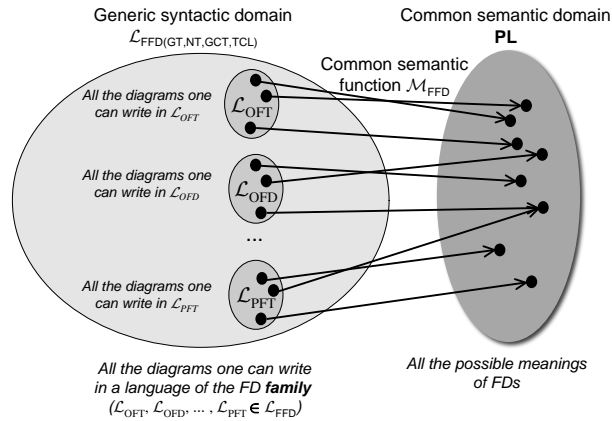 Generic syntactic domain
ℒFFD(GT,NT,GCT,TCL)
Common semantic domain
PL
Common semantic
function ℳFFD
All the diagrams one
can write in ℒOFT
ℒOFT
All the diagrams one
can write in ℒOFD
ℒOFD
...
All the diagrams one
can write in ℒPFT
ℒPFT
All the diagrams one can write
in a language of the FD family
(ℒOFT, ℒOFD, ... , ℒPFT ∈ ℒFFD)
All the possible meanings
of FDs